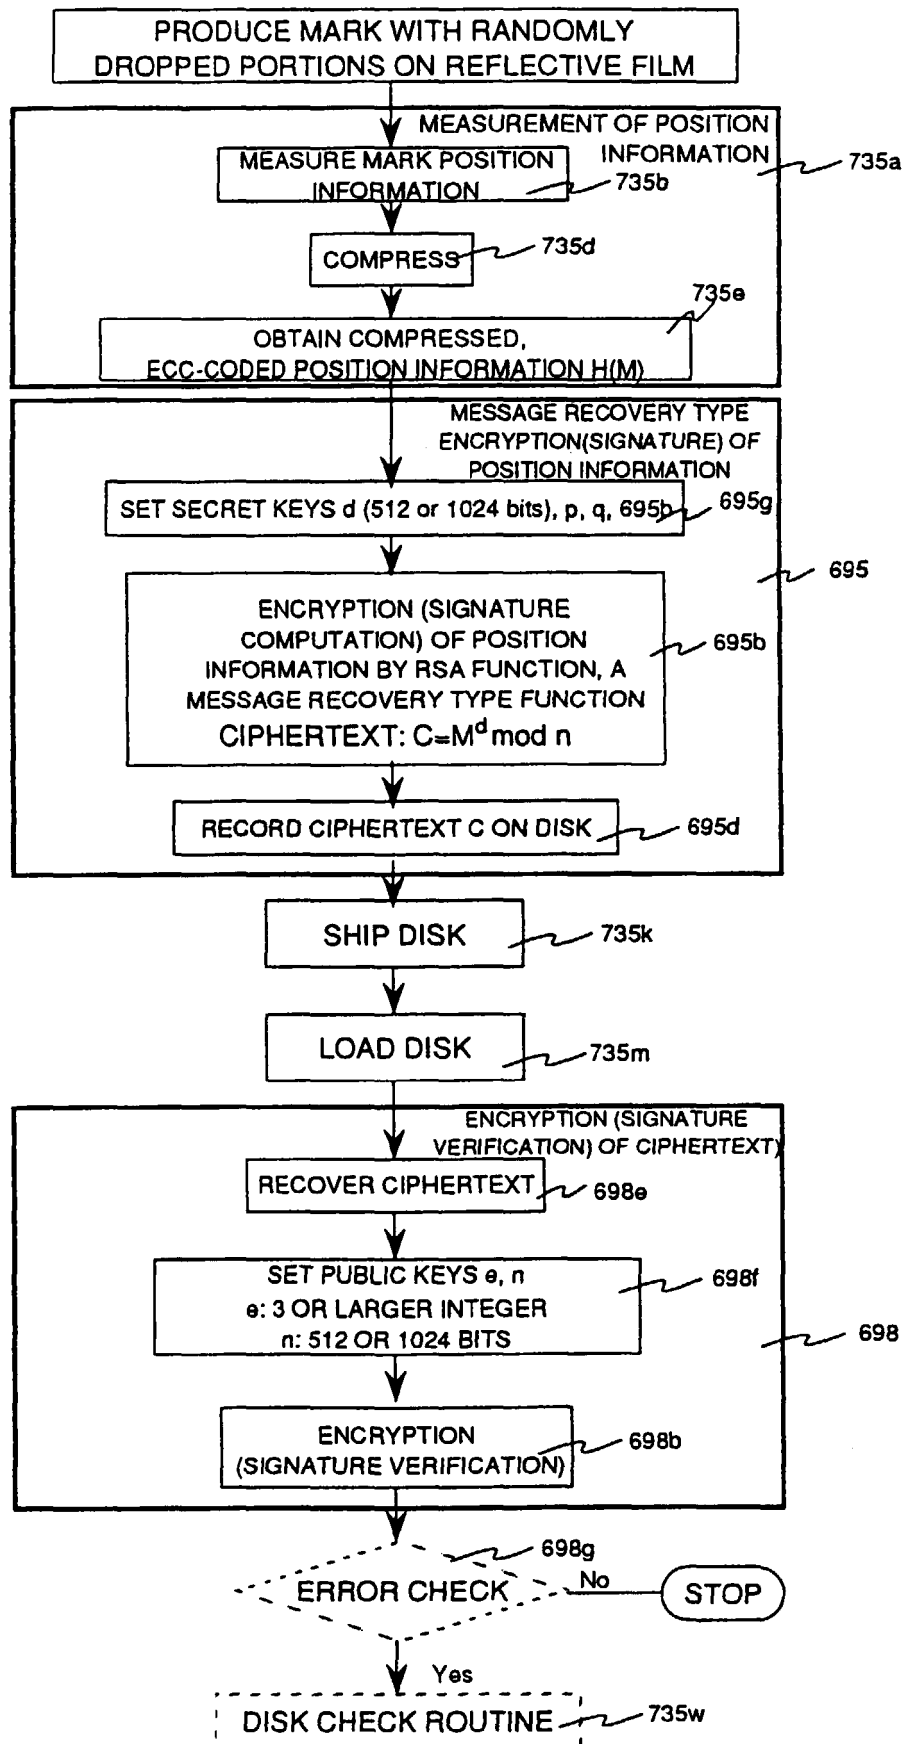 PRODUCE MARK WITH RANDOMLY
DROPPED PORTIONS ON REFLECTIVE FILM
MEASUREMENT OF POSITION
INFORMATION
735a
MEASURE MARK POSITION
INFORMATION
735b
COMPRESS
735d
735e
OBTAIN COMPRESSED,
ECC-CODED POSITION INFORMATION H(M)
MESSAGE RECOVERY TYPE
ENCRYPTION(SIGNATURE) OF
POSITION INFORMATION
SET SECRET KEYS d (512 or 1024 bits), p, q, 695b
695g
695
ENCRYPTION (SIGNATURE
COMPUTATION) OF POSITION
INFORMATION BY RSA FUNCTION, A
MESSAGE RECOVERY TYPE FUNCTION
CIPHERTEXT: C=M^d mod n
695b
RECORD CIPHERTEXT C ON DISK
695d
SHIP DISK
735k
LOAD DISK
735m
ENCRYPTION (SIGNATURE
VERIFICATION) OF CIPHERTEXT)
RECOVER CIPHERTEXT
698e
SET PUBLIC KEYS e, n
e: 3 OR LARGER INTEGER
n: 512 OR 1024 BITS
698f
698
ENCRYPTION
(SIGNATURE VERIFICATION)
698b
698g
ERROR CHECK
No
STOP
Yes
DISK CHECK ROUTINE
735w